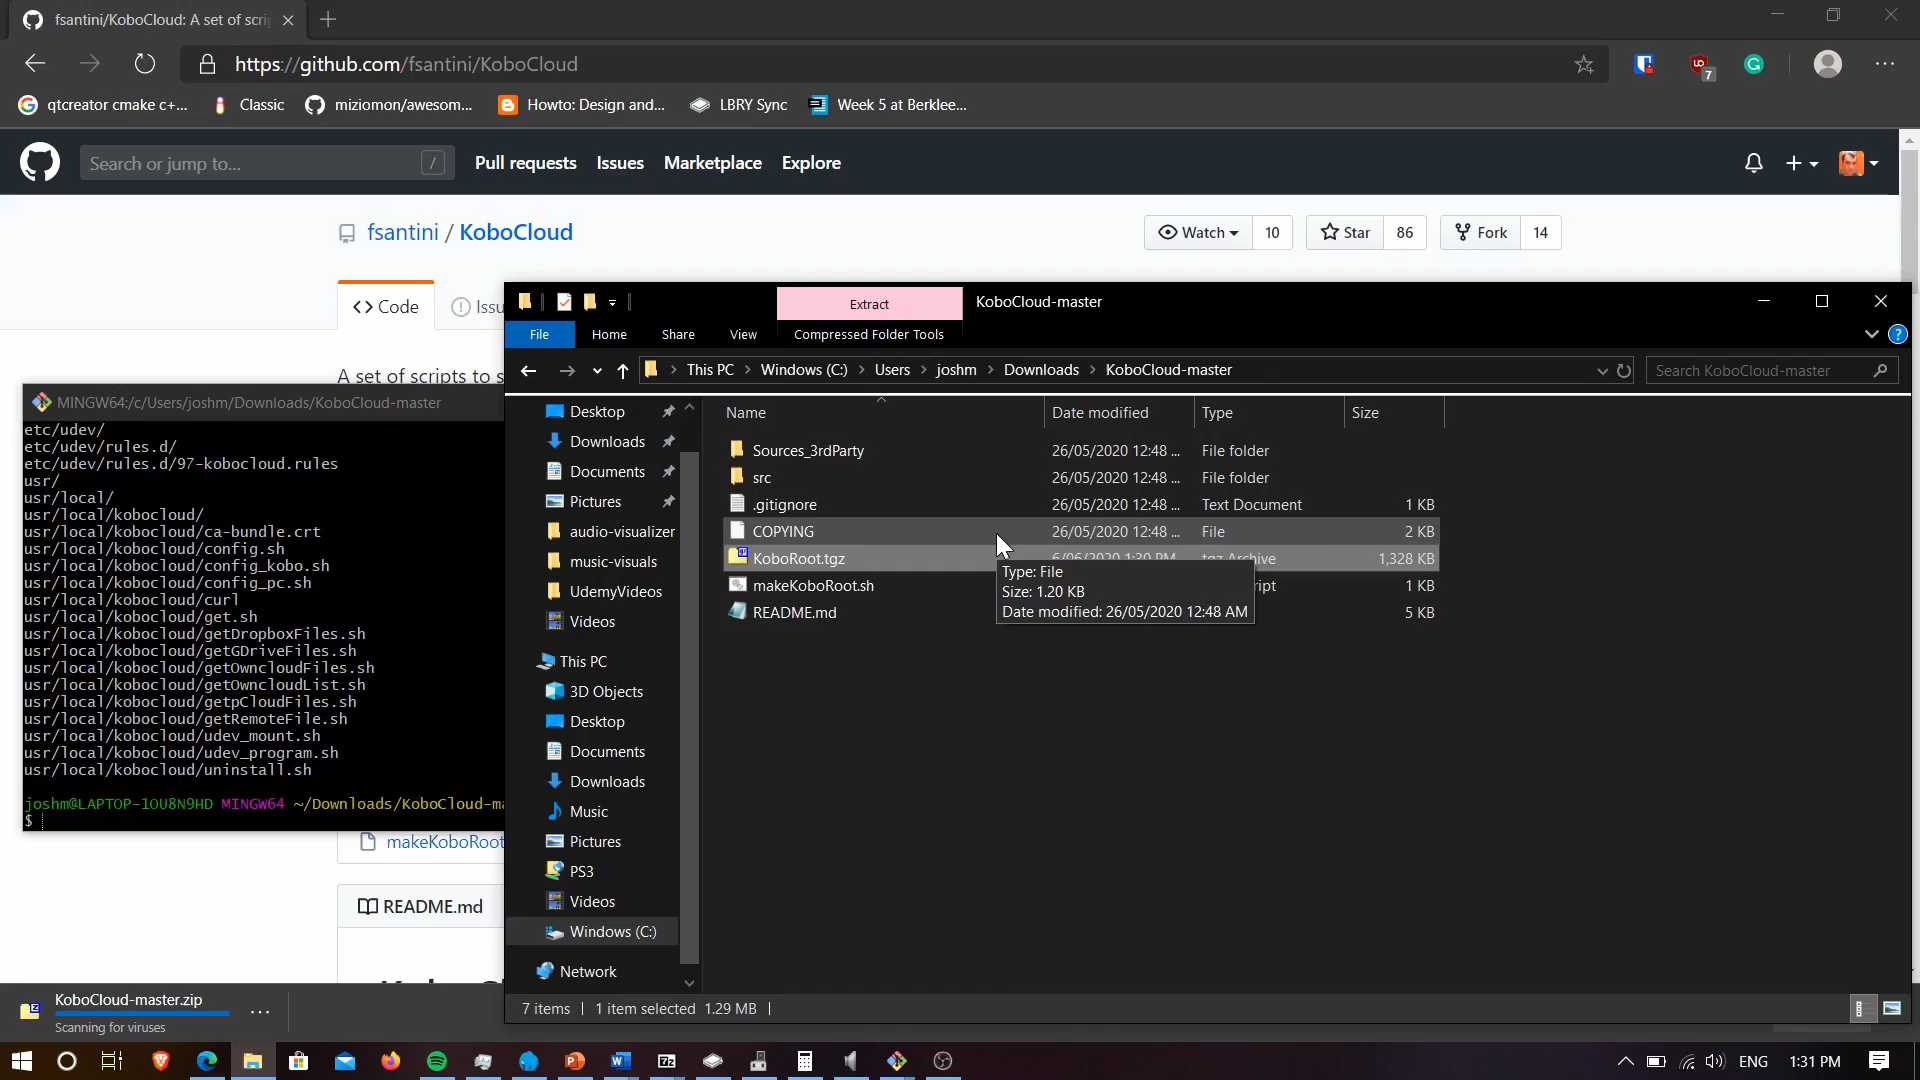 fsantini/KoboCloud: A set of scri
https://github.com/fsantini/KoboCloud
7
qtcreator cmake c+...
Classic
miziomon/awesom...
Howto: Design and...
LBRY Sync
Week 5 at Berklee...
Search or jump to...
/
Pull requests
Issues
Marketplace
Explore
fsantini / KoboCloud
Watch
10
Star
86
Fork
14
Code
Issu
A set of scripts to s
Extract
KoboCloud-master
File
Home
Share
View
Compressed Folder Tools
This PC
Windows (C:)
Users
joshm
Downloads
KoboCloud-master
Search KoboCloud-master
MINGW64:/c/Users/joshm/Downloads/KoboCloud-master
etc/udev/
etc/udev/rules.d/
etc/udev/rules.d/97-kobocloud.rules
usr/
usr/local/
usr/local/kobocloud/
usr/local/kobocloud/ca-bundle.crt
usr/local/kobocloud/config.sh
usr/local/kobocloud/config_kobo.sh
usr/local/kobocloud/config_pc.sh
usr/local/kobocloud/curl
usr/local/kobocloud/get.sh
usr/local/kobocloud/getDropboxFiles.sh
usr/local/kobocloud/getGDriveFiles.sh
usr/local/kobocloud/getOwncloudFiles.sh
usr/local/kobocloud/getOwncloudList.sh
usr/local/kobocloud/getpCloudFiles.sh
usr/local/kobocloud/getRemoteFile.sh
usr/local/kobocloud/udev_mount.sh
usr/local/kobocloud/udev_program.sh
usr/local/kobocloud/uninstall.sh
joshm@LAPTOP-1OU8N9HD MINGW64 ~/Downloads/KoboCloud-ma
$
makeKoboRoot
README.md
Desktop
Downloads
Documents
Pictures
audio-visualizer
music-visuals
UdemyVideos
Videos
This PC
3D Objects
Desktop
Documents
Downloads
Music
Pictures
PS3
Videos
Windows (C:)
Network
Name
Date modified
Type
Size
Sources_3rdParty 26/05/2020 12:48 ... File folder
src 26/05/2020 12:48 ... File folder
.gitignore 26/05/2020 12:48 ... Text Document 1 KB
COPYING 26/05/2020 12:48 ... File 2 KB
KoboRoot.tgz 6/06/2020 1:30 PM tgz Archive 1,328 KB
makeKoboRoot.sh ript 1 KB
README.md 5 KB
Type: File
Size: 1.20 KB
Date modified: 26/05/2020 12:48 AM
7 items
1 item selected 1.29 MB
KoboCloud-master.zip
Scanning for viruses
ENG
1:31 PM